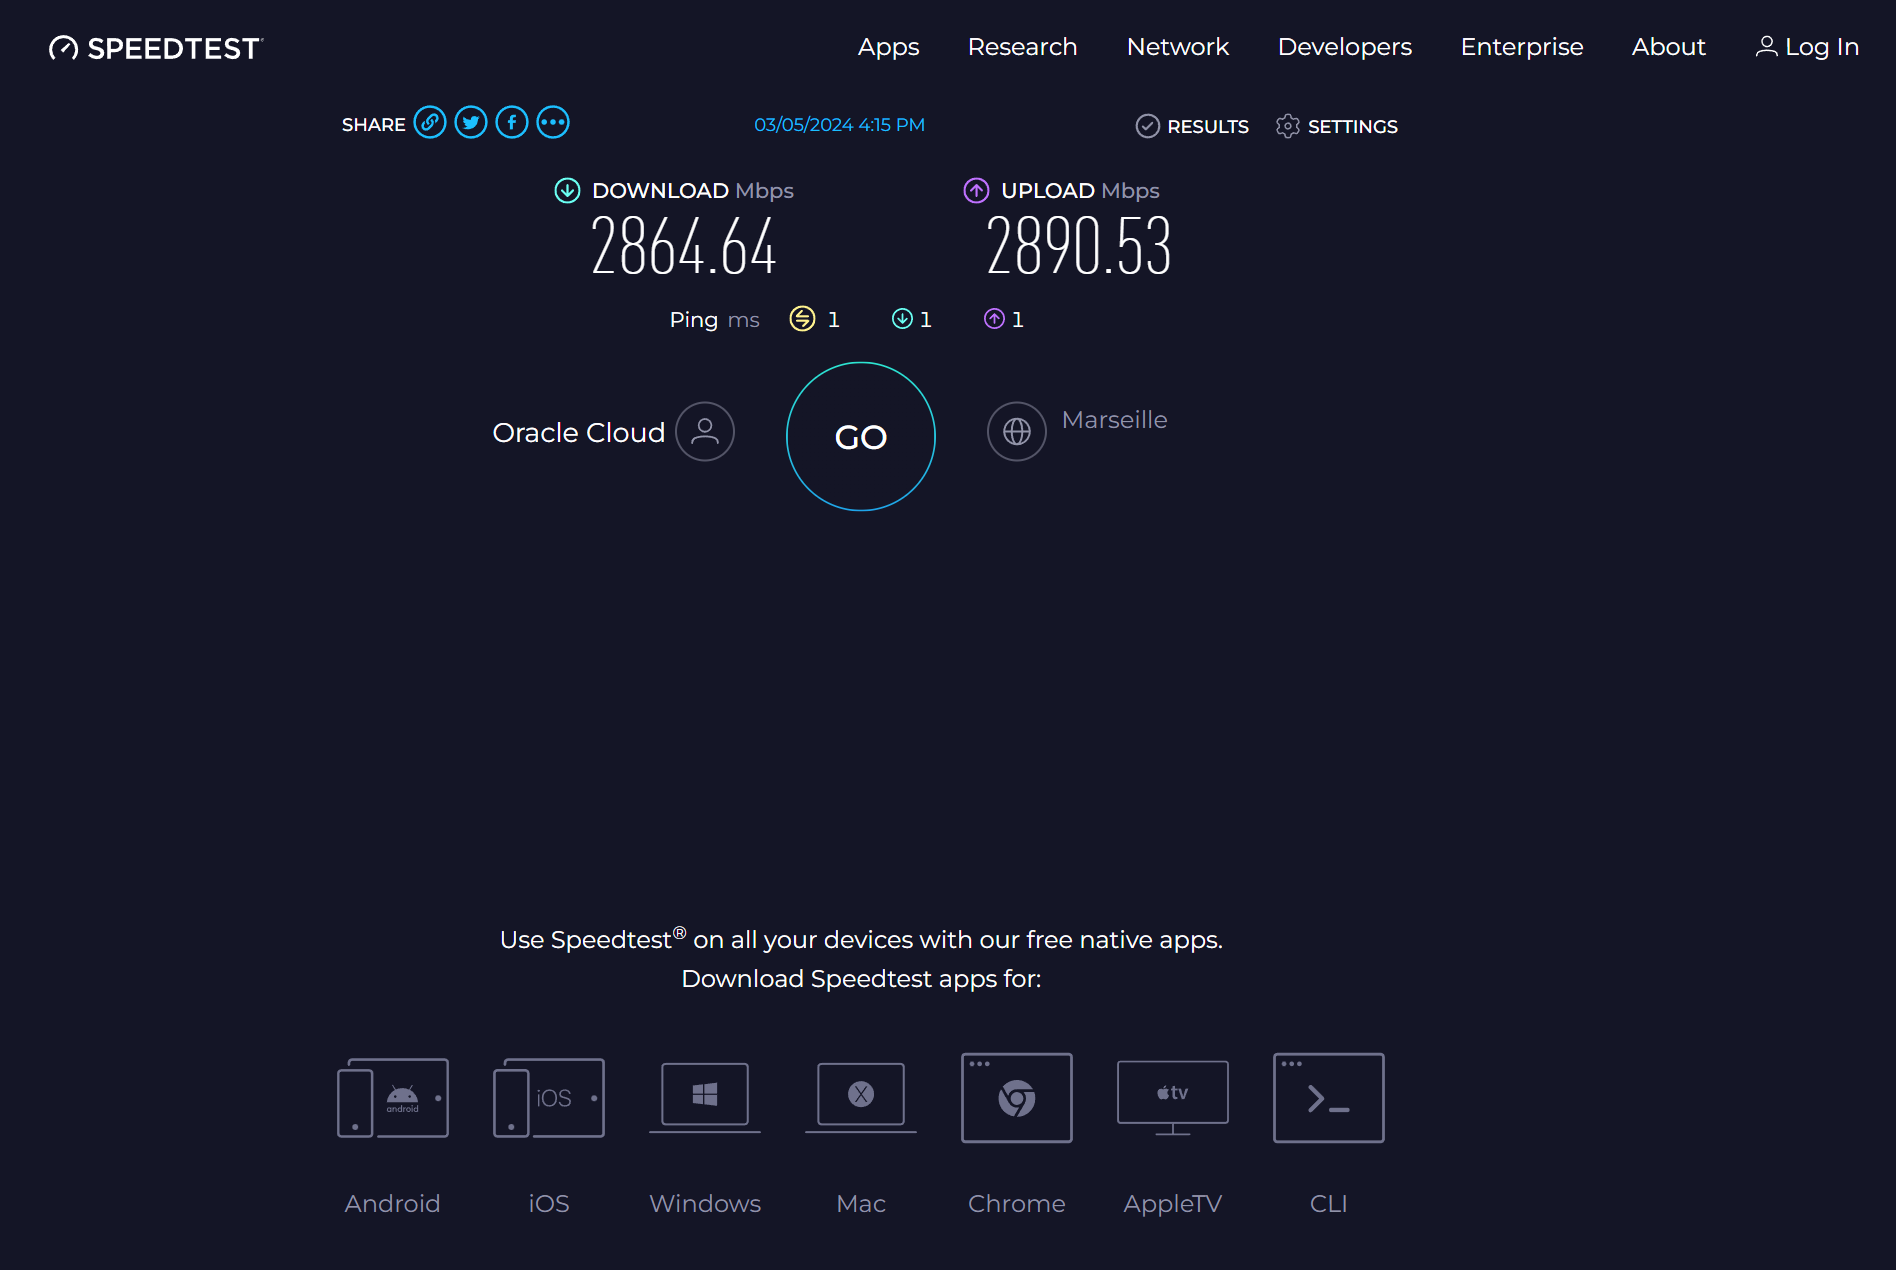 SPEEDTEST
Apps Research Network Developers Enterprise About Log In
SHARE 03/05/2024 4:15 PM RESULTS SETTINGS
DOWNLOAD Mbps UPLOAD Mbps
2864.64 2890.53
Ping ms 1 1 1
Oracle Cloud GO Marseille
Use Speedtest® on all your devices with our free native apps.
Download Speedtest apps for:
android iOS X tv
Android iOS Windows Mac Chrome AppleTV CLI